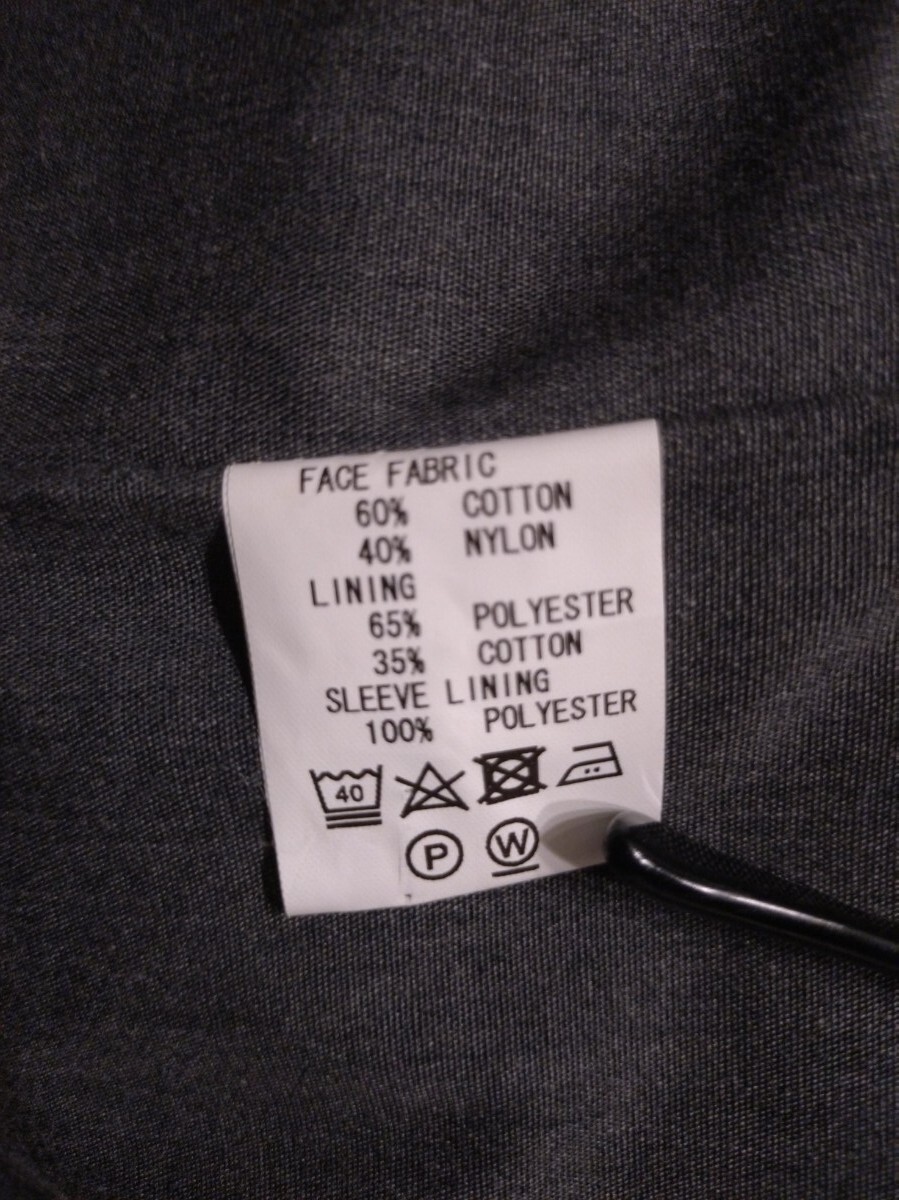 FACE FABRIC
60% COTTON
40% NYLON
LINING
65% POLYESTER
35% COTTON
SLEEVE LINING
100% POLYESTER
40
P W